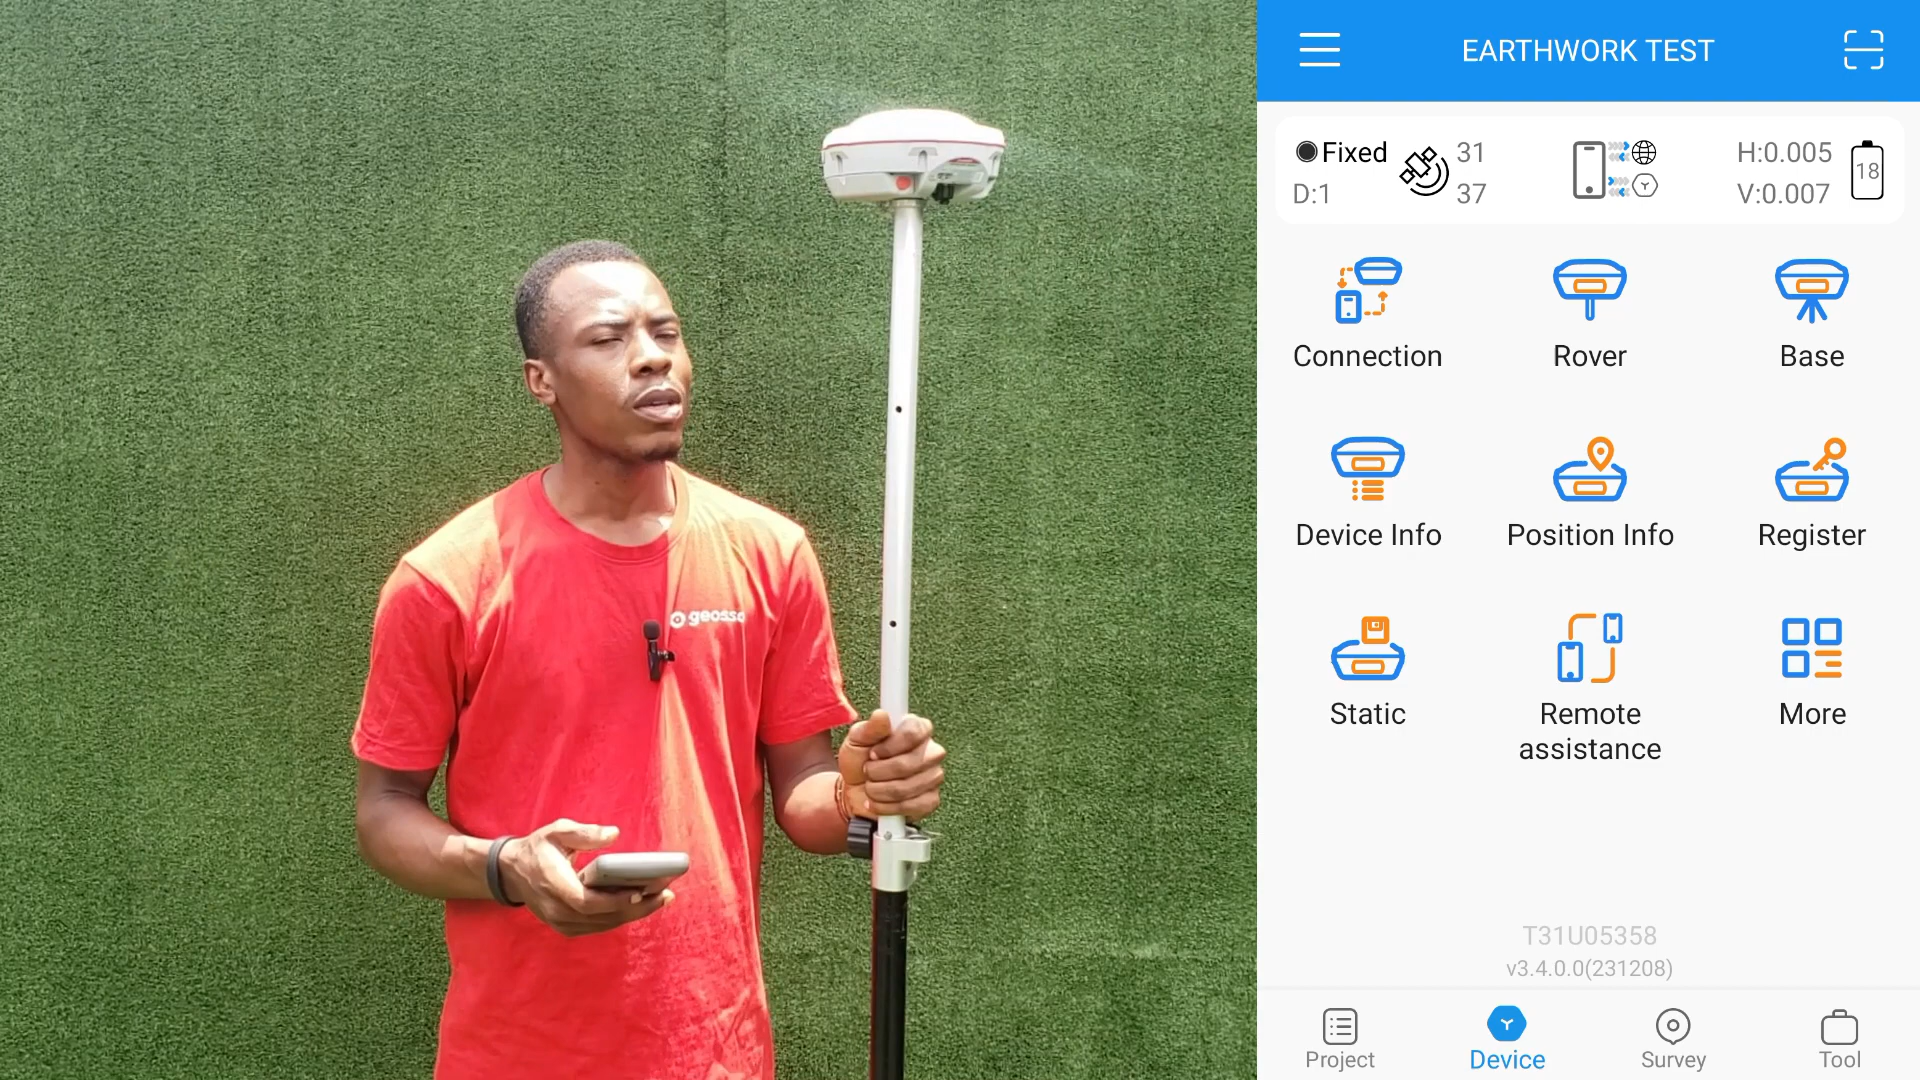 EARTHWORK TEST
Fixed
D:1
31
37
H:0.005
V:0.007
18
Connection
Rover
Base
Device Info
Position Info
Register
Static
Remote
assistance
More
T31U05358
v3.4.0.0(231208)
Project
Device
Survey
Tool